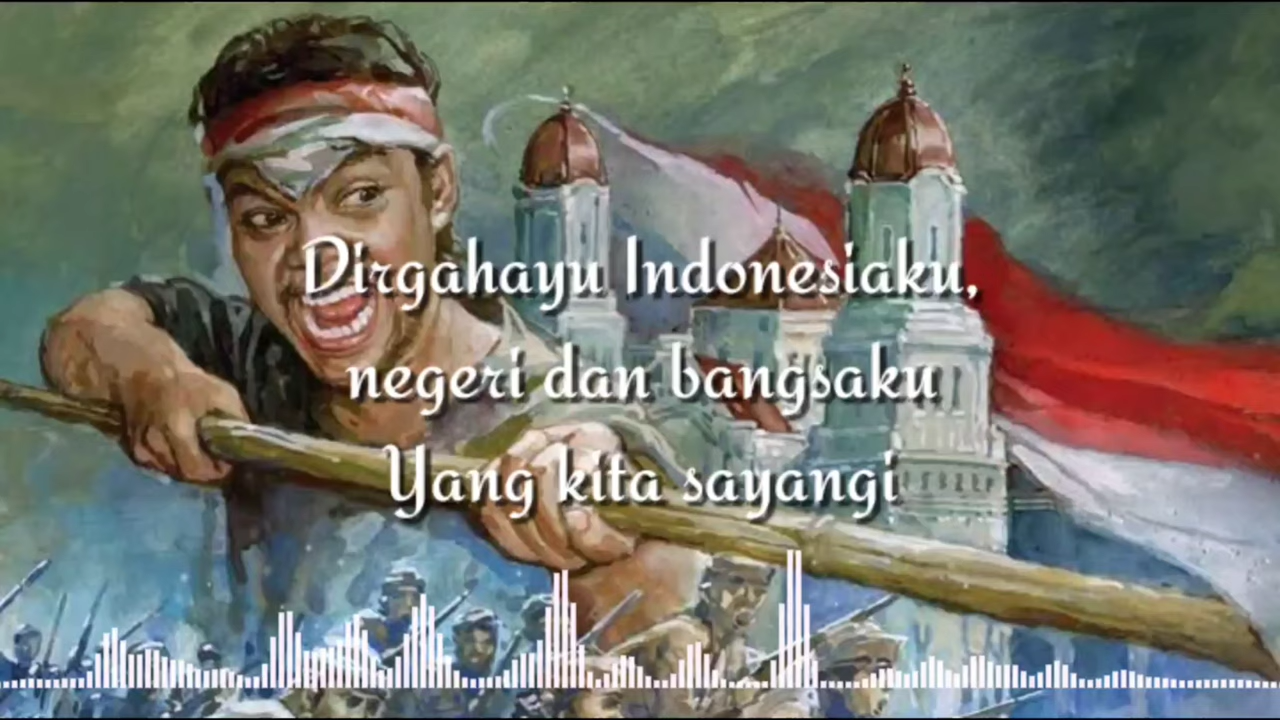 Dirgahayu Indonesiaku,
negeri dan bangsaku
Yang kita sayangi